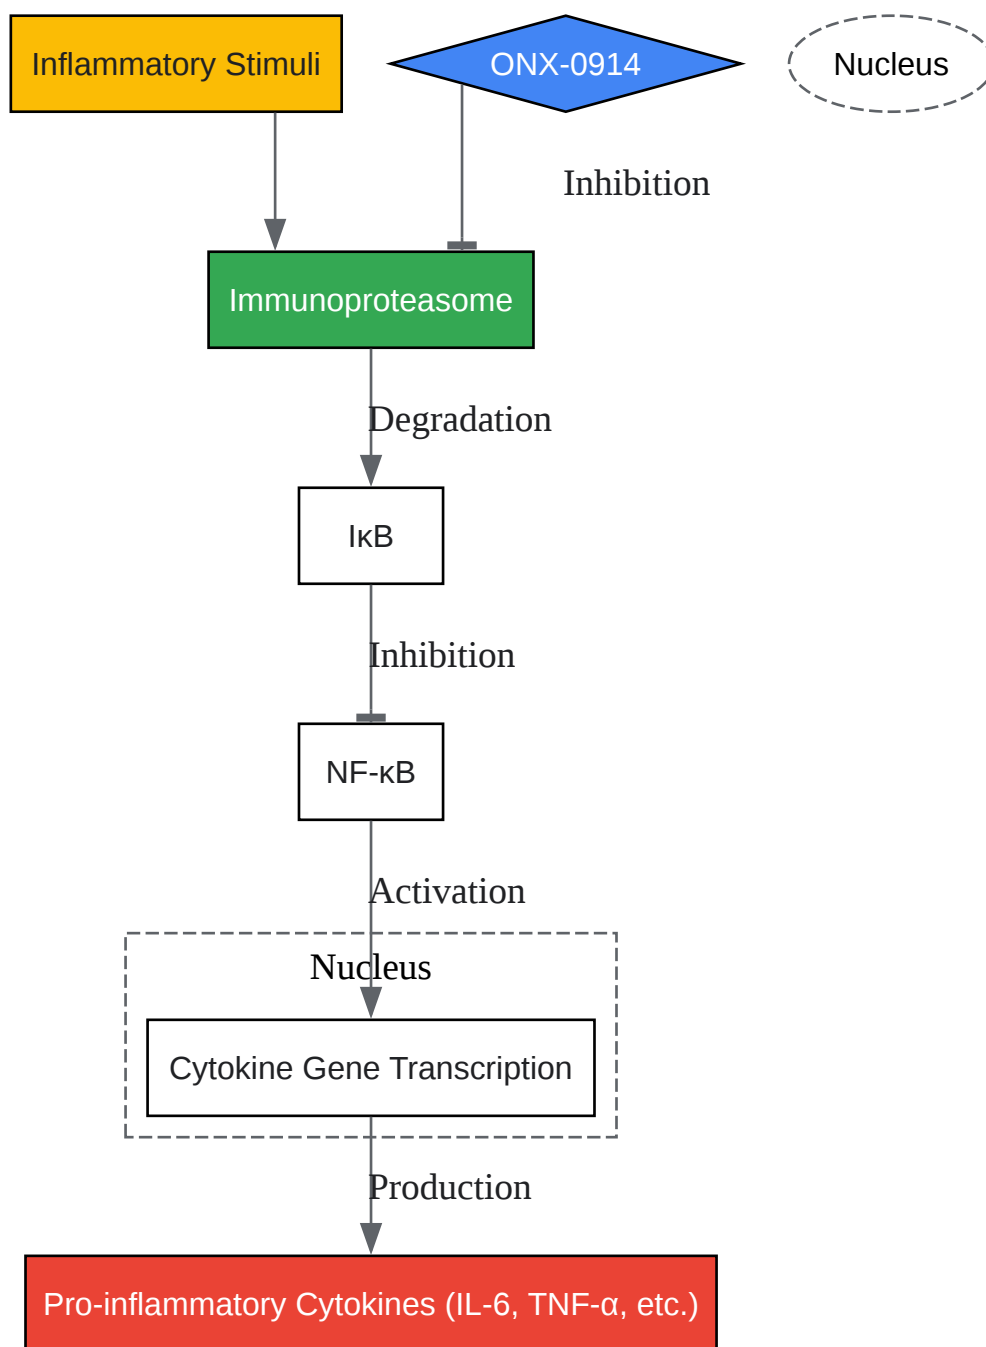 Inflammatory Stimuli
ONX-0914
Nucleus
Inhibition
Immunoproteasome
Degradation
IκB
Inhibition
NF-κB
Activation
Nucleus
Cytokine Gene Transcription
Production
Pro-inflammatory Cytokines (IL-6, TNF-α, etc.)